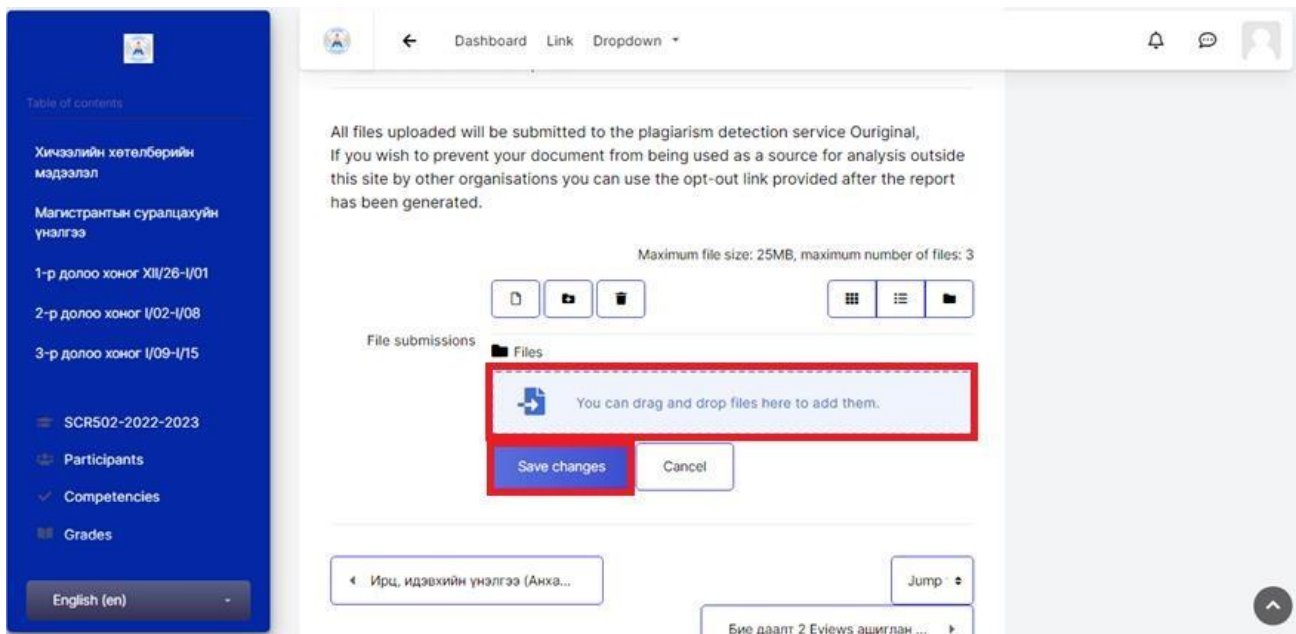 Table of contents
Хичээлийн хөтөлбөрийн
мэдээлэл
Магистрантын суралцахуйн
үнэлгээ
1-р долоо хоног XII/26-I/01
2-р долоо хоног I/02-I/08
3-р долоо хоног I/09-I/15
SCR502-2022-2023
Participants
Competencies
Grades
English (en)
Dashboard Link Dropdown
All files uploaded will be submitted to the plagiarism detection service Ouriginal,
If you wish to prevent your document from being used as a source for analysis outside
this site by other organisations you can use the opt-out link provided after the report
has been generated.
Maximum file size: 25MB, maximum number of files: 3
File submissions
Files
You can drag and drop files here to add them.
Save changes Cancel
Ирц, идэвхийн үнэлгээ (Анха...
Jump
Бие даалт 2 Eviews ашиглан ...